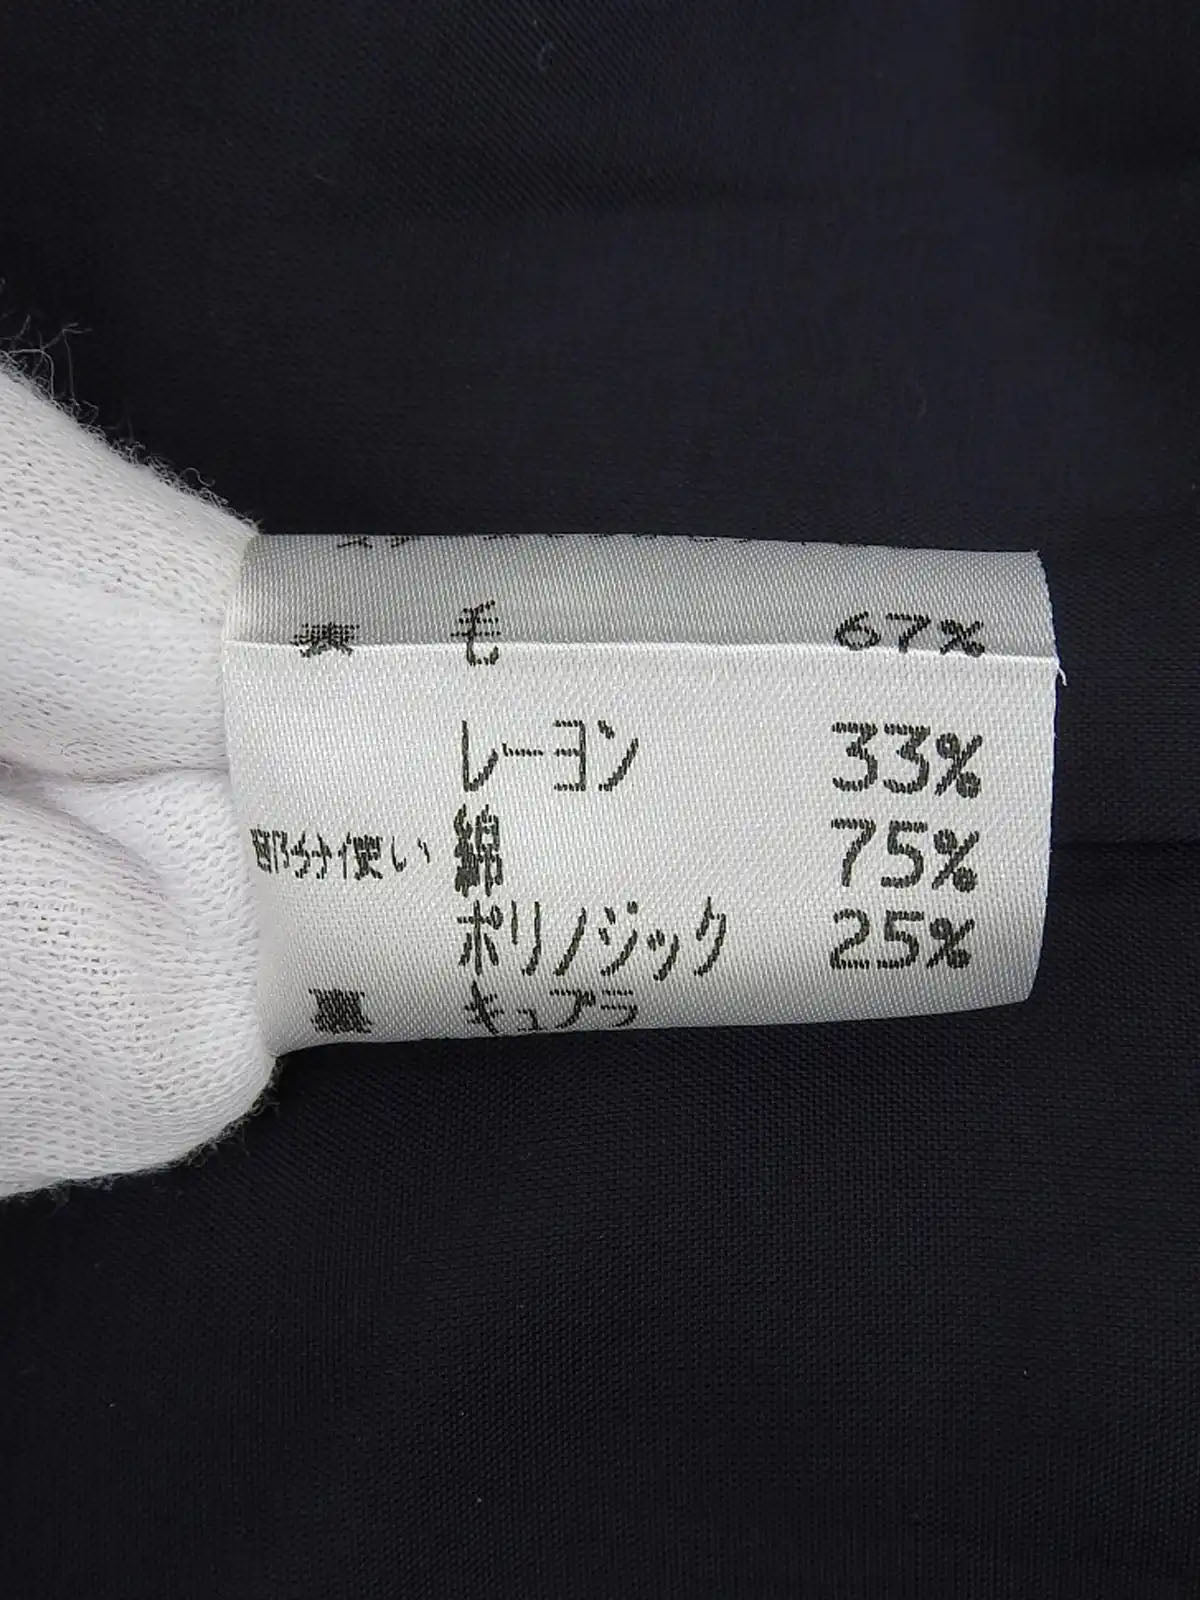 表 毛 67%
レーヨン 33%
部分使い 綿 75%
ポリノジック 25%
裏 キュプラ